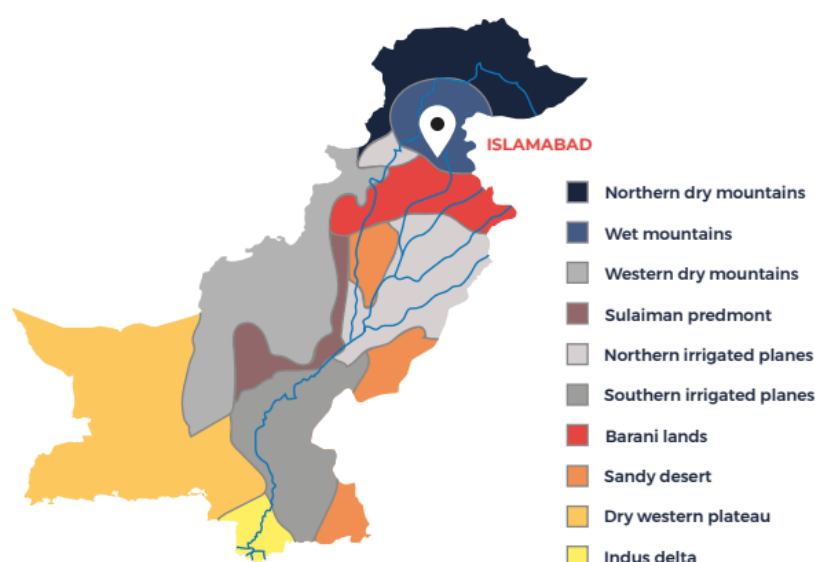 ISLAMABAD
Northern dry mountains
Wet mountains
Western dry mountains
Sulaiman predmont
Northern irrigated planes
Southern irrigated planes
Barani lands
Sandy desert
Dry western plateau
Indus delta